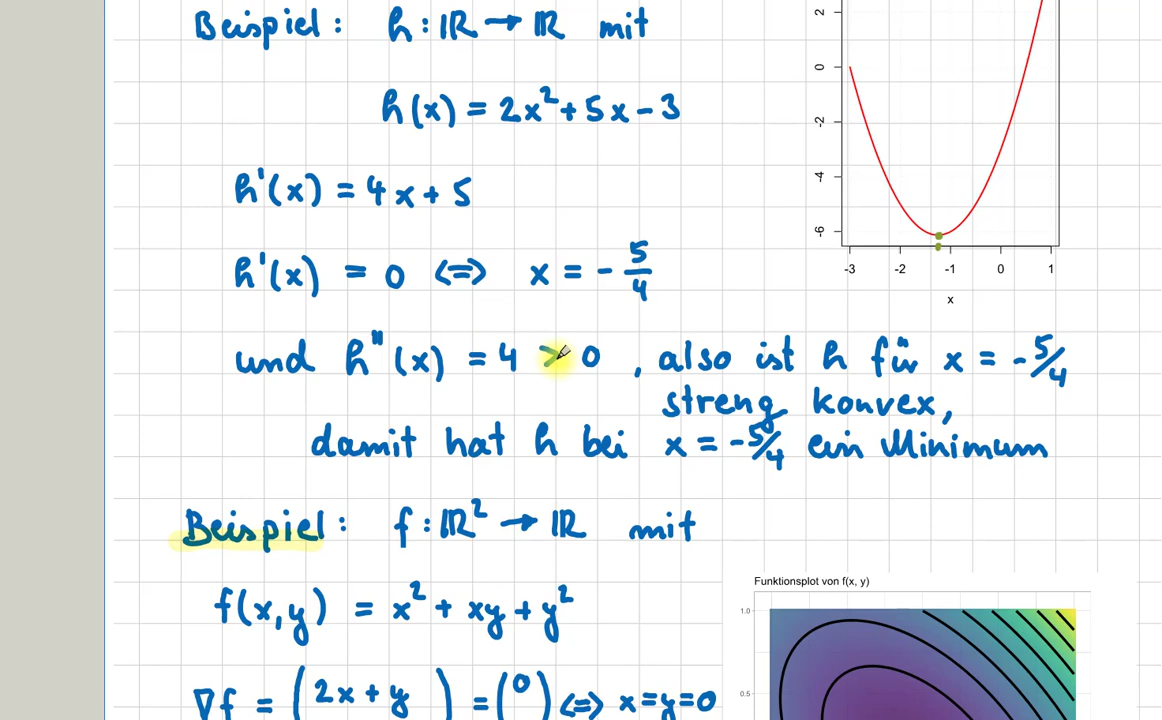 Beispiel: h: ℝ → ℝ mit
h(x) = 2x² + 5x - 3
h'(x) = 4x + 5
h'(x) = 0 <=> x = - 5/4
und h''(x) = 4 > 0, also ist h für x = -5/4
streng konvex,
damit hat h bei x = -5/4 ein Minimum
2
0
-2
-4
-6
-3 -2 -1 0 1
x
Beispiel: f: ℝ² → ℝ mit
f(x,y) = x² + xy + y²
∇f = ( 2x + y ) = ( 0 ) <=> x = y = 0
Funktionsplot von f(x, y)
1.0
0.5